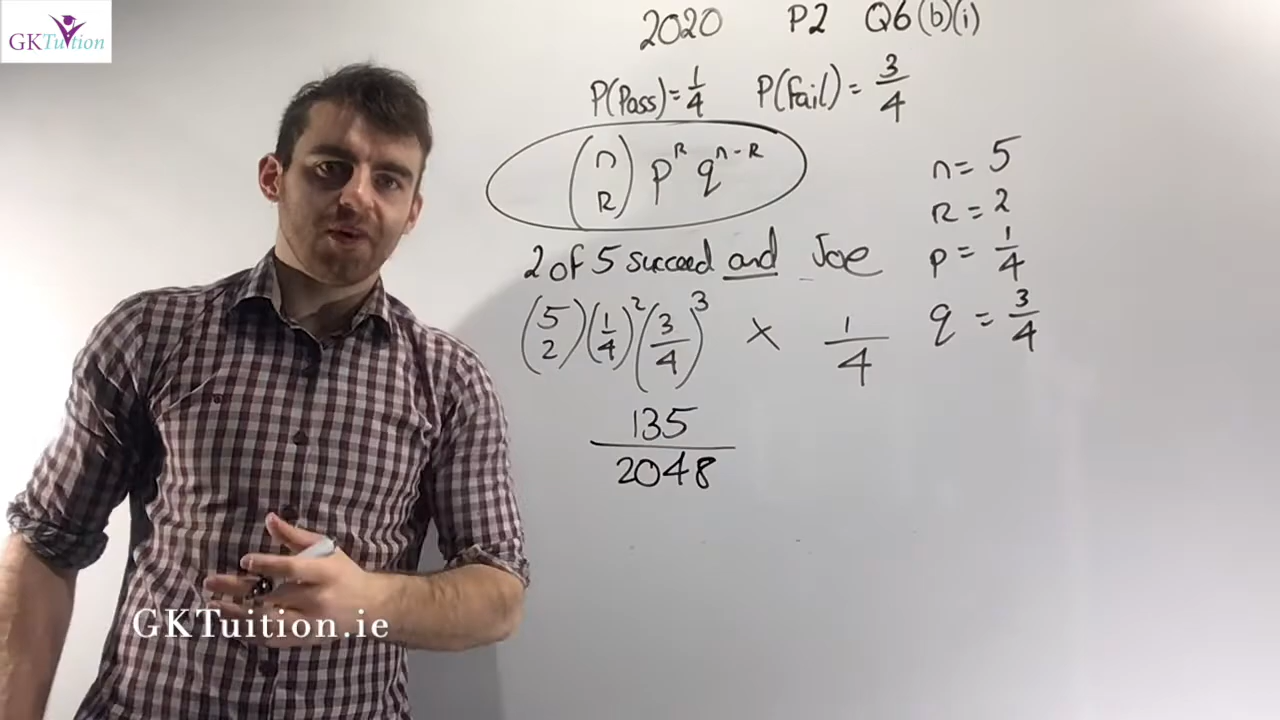 GKTuition
2020 P2 Q6(b)(i)
P(Pass)=1/4 P(Fail)=3/4
(n R) p^R q^n-R
n=5
R=2
p=1/4
q=3/4
2 of 5 succeed and Joe
(5 2)(1/4)^2(3/4)^3 × 1/4
135
2048
GKTuition.ie